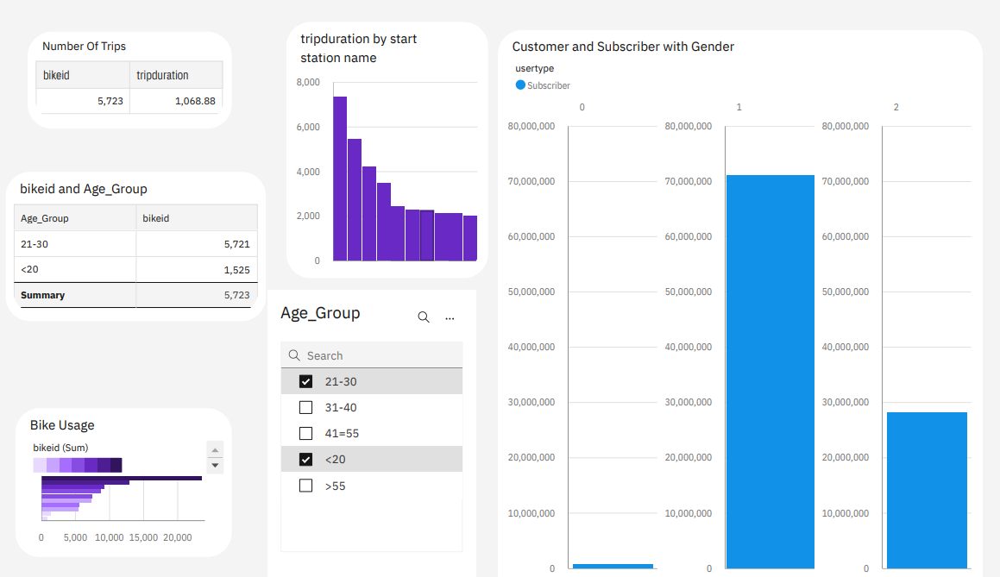 Number Of Trips
bikeid tripduration
5,723 1,068.88
bikeid and Age_Group
Age_Group bikeid
21-30 5,721
<20 1,525
Summary 5,723
Bike Usage
bikeid (Sum)
0 5,000 10,000 15,000 20,000
tripduration by start
station name
8,000
6,000
4,000
2,000
0
Age_Group
...
Search
21-30
31-40
41=55
<20
>55
Customer and Subscriber with Gender
usertype
Subscriber
0 1 2
80,000,000 80,000,000 80,000,000
70,000,000 70,000,000 70,000,000
60,000,000 60,000,000 60,000,000
50,000,000 50,000,000 50,000,000
40,000,000 40,000,000 40,000,000
30,000,000 30,000,000 30,000,000
20,000,000 20,000,000 20,000,000
10,000,000 10,000,000 10,000,000
0 0 0